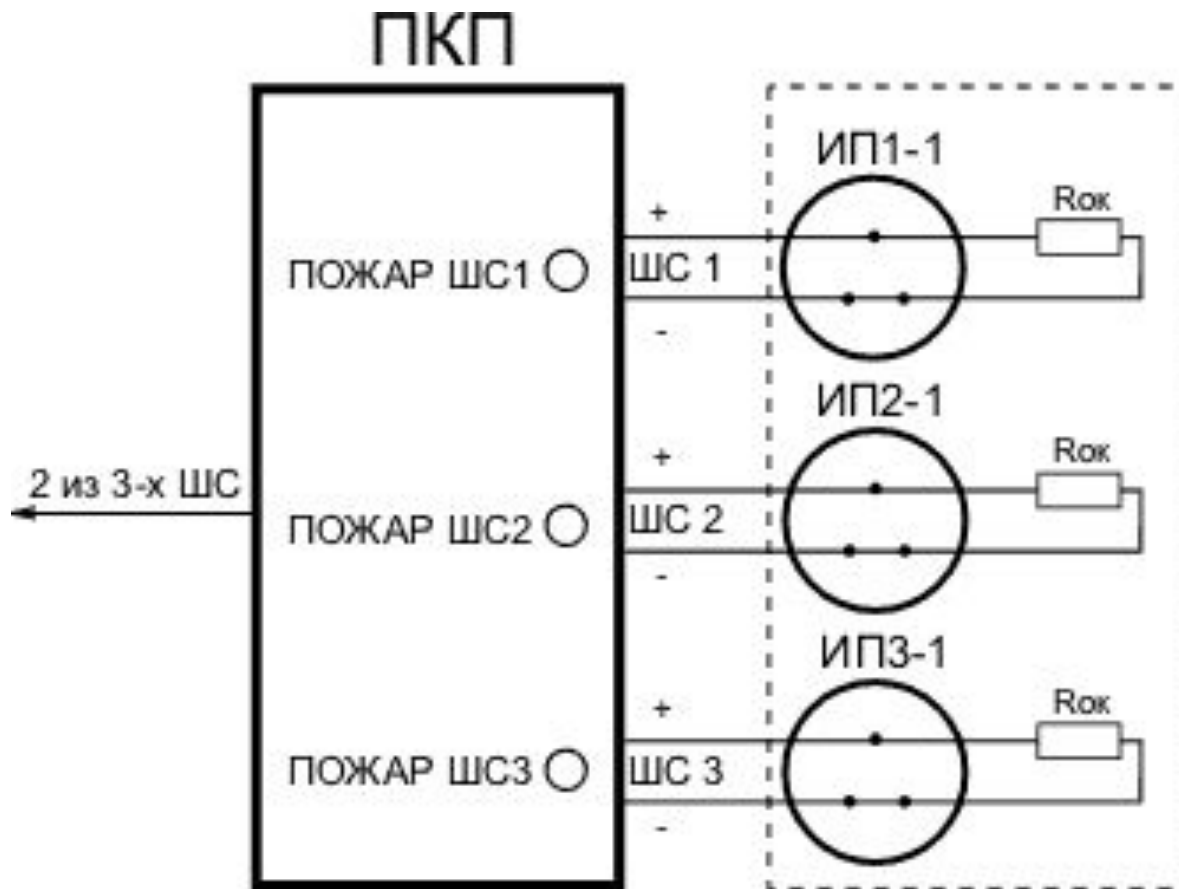 ПКП
ИП1-1
+
Rок
ПОЖАР ШС1
ШС 1
-
ИП2-1
+
Rок
2 из 3-х ШС
ПОЖАР ШС2
ШС 2
-
ИП3-1
+
Rок
ПОЖАР ШС3
ШС 3
-